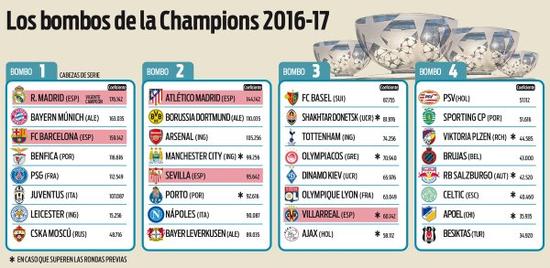 Los bombos de la Champions 2016-17
BOMBO 1 CABEZAS DE SERIE Coeficiente
R. MADRID (ESP) VIGENTE CAMPEÓN 176,142
BAYERN MÚNICH (ALE) 163,035
FC BARCELONA (ESP) 159,142
BENFICA (POR) 116,616
PSG (FRA) 112,549
JUVENTUS (ITA) 107,087
LEICESTER (ING) 15,256
CSKA MOSCÚ (RUS) 48,716
BOMBO 2 Coeficiente
ATLÉTICO MADRID (ESP) 144,142
BORUSSIA DORTMUND (ALE) 110,035
ARSENAL (ING) 105,256
MANCHESTER CITY (ING) * 99,256
SEVILLA (ESP) 95,642
PORTO (POR) * 92,616
NÁPOLES (ITA) 90,087
BAYER LEVERKUSEN (ALE) 89,035
BOMBO 3 Coeficiente
FC BASEL (SUI) 87,755
SHAKHTAR DONETSK (UCR) * 81,976
TOTTENHAM (ING) 74,256
OLYMPIACOS (GRE) * 70,940
DINAMO KIEV (UCR) 65,976
OLYMPIQUE LYON (FRA) 63,049
VILLARREAL (ESP) * 60,142
AJAX (HOL) * 58,112
BOMBO 4 Coeficiente
PSV (HOL) 57,112
SPORTING CP (POR) 51,616
VIKTORIA PLZEN (RCH) * 44,585
BRUJAS (BEL) 43,000
RB SALZBURGO (AUT) * 42,520
CELTIC (ESC) * 40,460
APOEL (CHI) * 35,935
BESIKTAS (TUR) 34,920
* EN CASO QUE SUPEREN LAS RONDAS PREVIAS